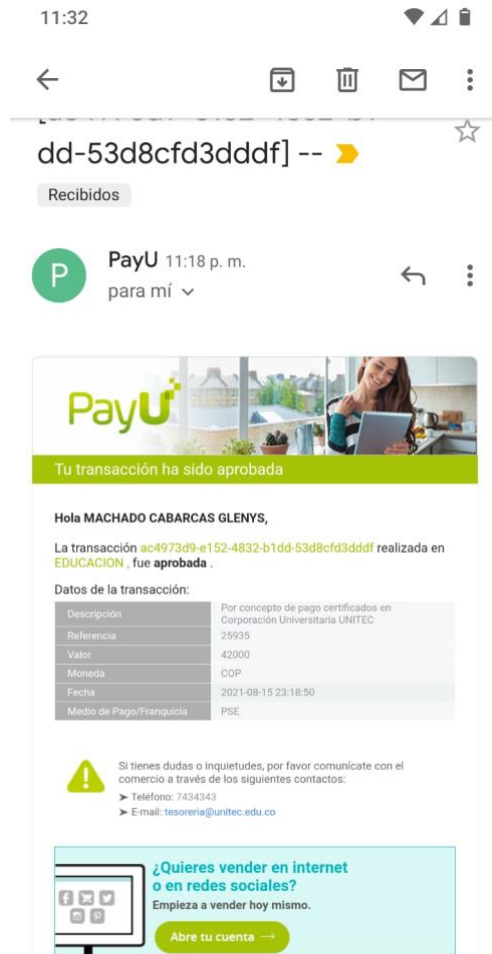 11:32
dd-53d8cfd3dddf] --
Recibidos
P
PayU 11:18 p. m.
para mí
PayU
Tu transacción ha sido aprobada
Hola MACHADO CABARCAS GLENYS,
La transacción ac4973d9-e152-4832-b1dd-53d8cfd3dddf realizada en
EDUCACION , fue aprobada .
Datos de la transacción:
Descripción Por concepto de pago certificados en
Corporación Universitaria UNITEC
Referencia 25935
Valor 42000
Moneda COP
Fecha 2021-08-15 23:18:50
Medio de Pago/Franquicia PSE
Si tienes dudas o inquietudes, por favor comunícate con el
comercio a través de los siguientes contactos:
➤ Teléfono: 7434343
➤ E-mail: tesoreria@unitec.edu.co
¿Quieres vender en internet
o en redes sociales?
Empieza a vender hoy mismo.
Abre tu cuenta →